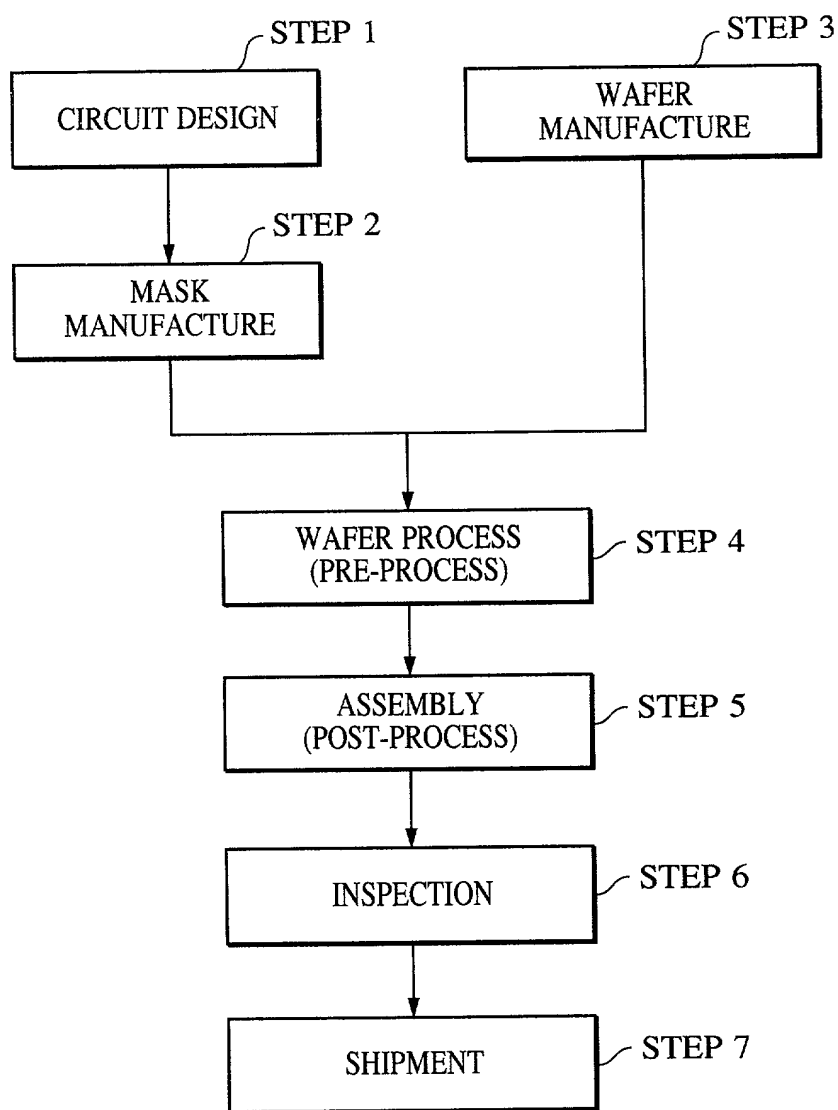 STEP 1
CIRCUIT DESIGN
STEP 3
WAFER
MANUFACTURE
STEP 2
MASK
MANUFACTURE
WAFER PROCESS
(PRE-PROCESS)
STEP 4
ASSEMBLY
(POST-PROCESS)
STEP 5
INSPECTION
STEP 6
SHIPMENT
STEP 7